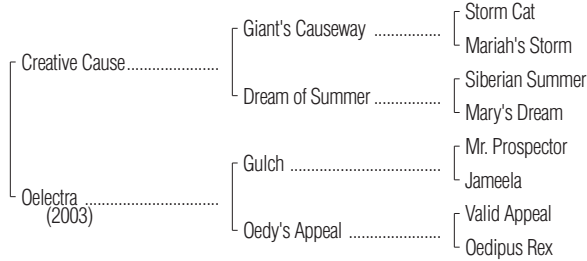 Storm Cat
Giant's Causeway ..................
Mariah's Storm
Creative Cause........................
Siberian Summer
Dream of Summer .................
Mary's Dream
Mr. Prospector
Gulch ........................................
Jameela
Oelectra ...................................
(2003)
Valid Appeal
Oedy's Appeal ........................
Oedipus Rex